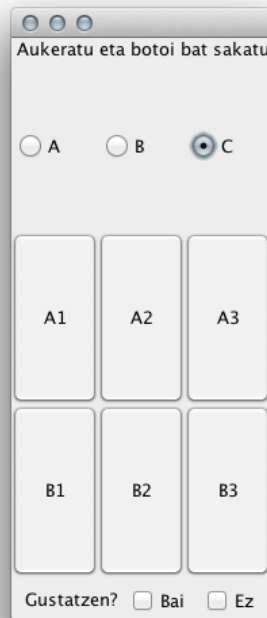 Aukeratu eta botoi bat sakatu
A B C
A1 A2 A3
B1 B2 B3
Gustatzen? Bai Ez